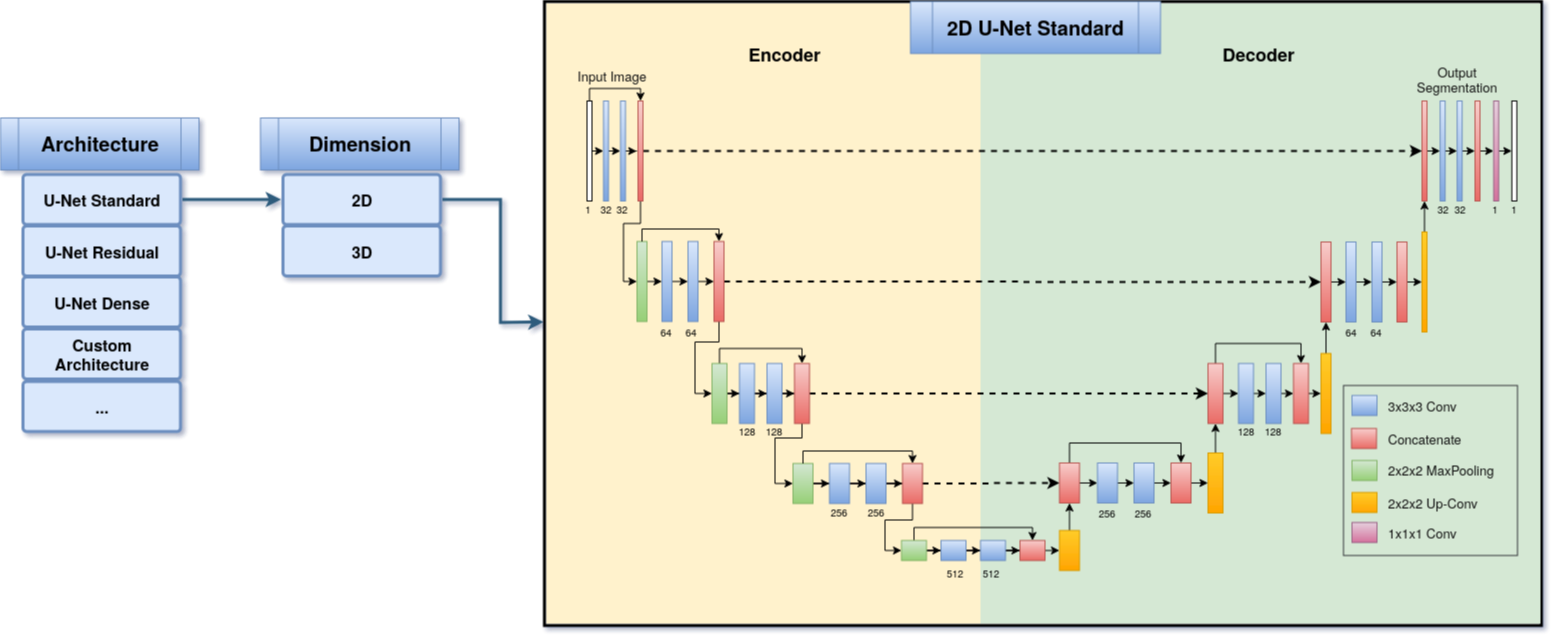 2D U-Net Standard
Encoder
Decoder
Input Image
Output
Segmentation
Architecture
Dimension
U-Net Standard
U-Net Residual
U-Net Dense
Custom
Architecture
...
2D
3D
1 32 32
32 32 1 1
64 64
64 64
128 128
128 128
256 256
256 256
512 512
3x3x3 Conv
Concatenate
2x2x2 MaxPooling
2x2x2 Up-Conv
1x1x1 Conv